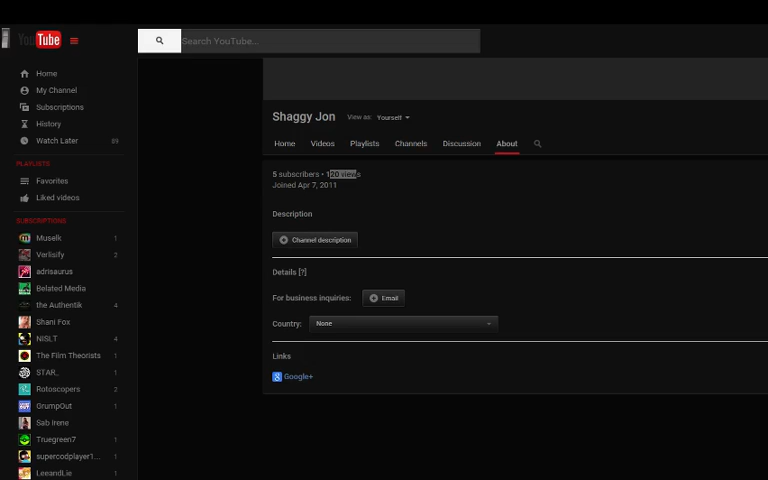 YouTube
Search YouTube...
Home
My Channel
Subscriptions
History
Watch Later 89
PLAYLISTS
Favorites
Liked videos
SUBSCRIPTIONS
Muselk 1
Verlisify 2
adrisaurus
Belated Media
the Authentik 4
Shani Fox
NISLT 4
The Film Theorists 1
STAR_ 1
Rotoscopers 2
GrumpOut 1
Sab Irene
Truegreen7 1
supercodplayer1... 1
LeeandLie 1
Shaggy Jon View as: Yourself
Home Videos Playlists Channels Discussion About
5 subscribers • 120 views
Joined Apr 7, 2011
Description
Channel description
Details [?]
For business inquiries: Email
Country: None
Links
Google+